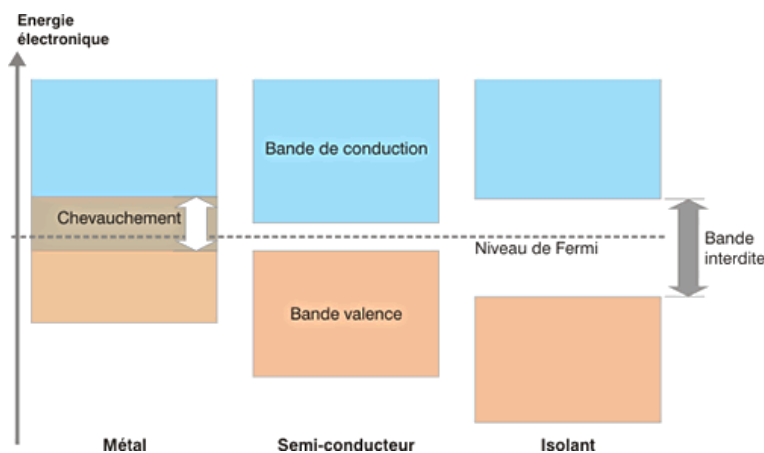 Energie
électronique
Bande de conduction
Chevauchement
Niveau de Fermi
Bande
interdite
Bande valence
Métal
Semi-conducteur
Isolant